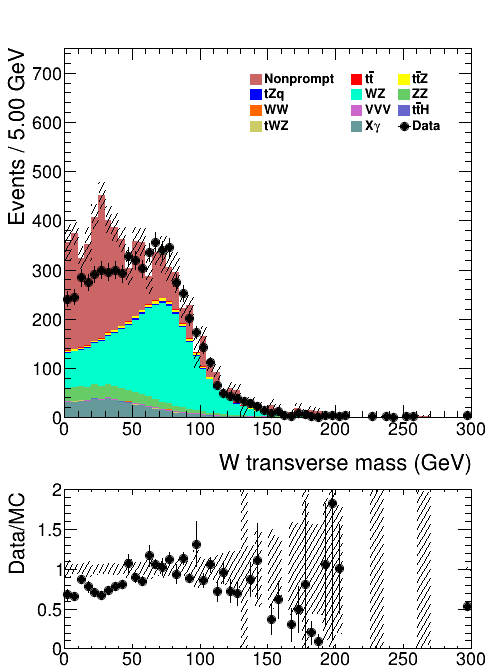 Events / 5.00 GeV
700
600
500
400
300
200
100
0
Nonprompt tt̄ tt̄Z
tZq WZ ZZ
WW VVV tt̄H
tWZ Xγ Data
0 50 100 150 200 250 300
W transverse mass (GeV)
Data/MC
2
1.5
1
0.5
0
0 50 100 150 200 250 300